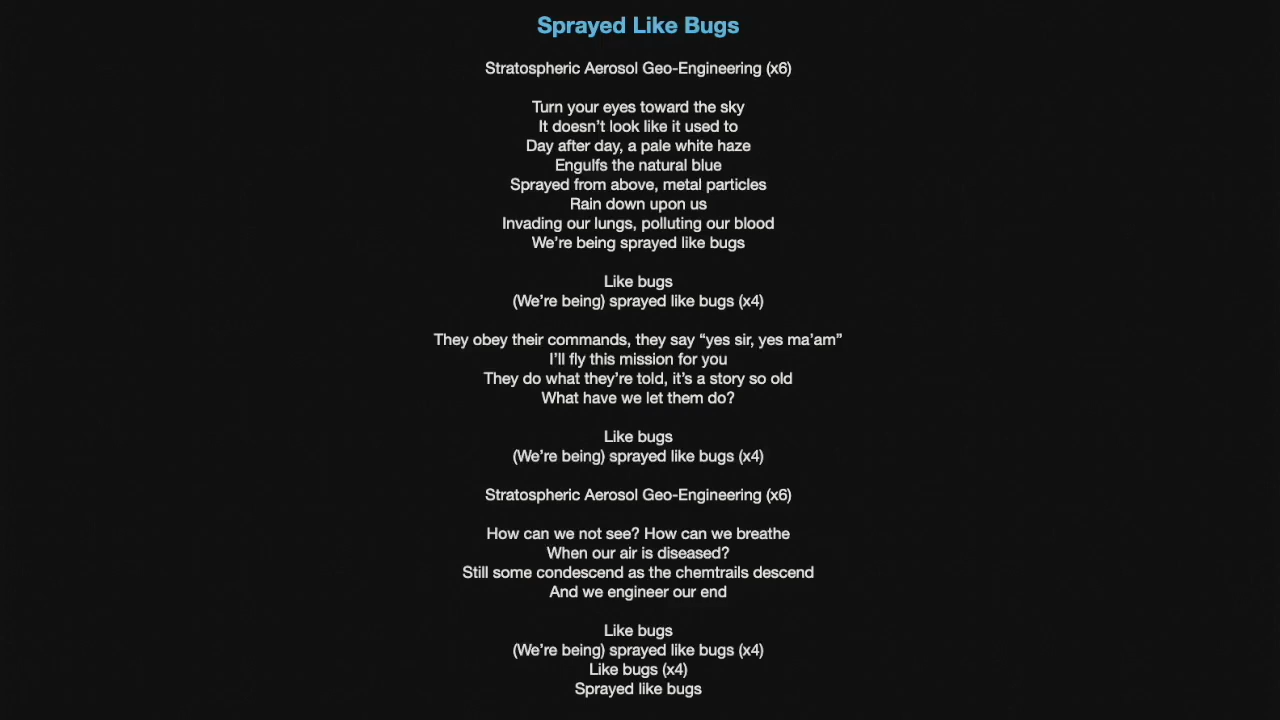 Sprayed Like Bugs
Stratospheric Aerosol Geo-Engineering (x6)
Turn your eyes toward the sky
It doesn’t look like it used to
Day after day, a pale white haze
Engulfs the natural blue
Sprayed from above, metal particles
Rain down upon us
Invading our lungs, polluting our blood
We’re being sprayed like bugs
Like bugs
(We’re being) sprayed like bugs (x4)
They obey their commands, they say “yes sir, yes ma’am”
I’ll fly this mission for you
They do what they’re told, it’s a story so old
What have we let them do?
Like bugs
(We’re being) sprayed like bugs (x4)
Stratospheric Aerosol Geo-Engineering (x6)
How can we not see? How can we breathe
When our air is diseased?
Still some condescend as the chemtrails descend
And we engineer our end
Like bugs
(We’re being) sprayed like bugs (x4)
Like bugs (x4)
Sprayed like bugs